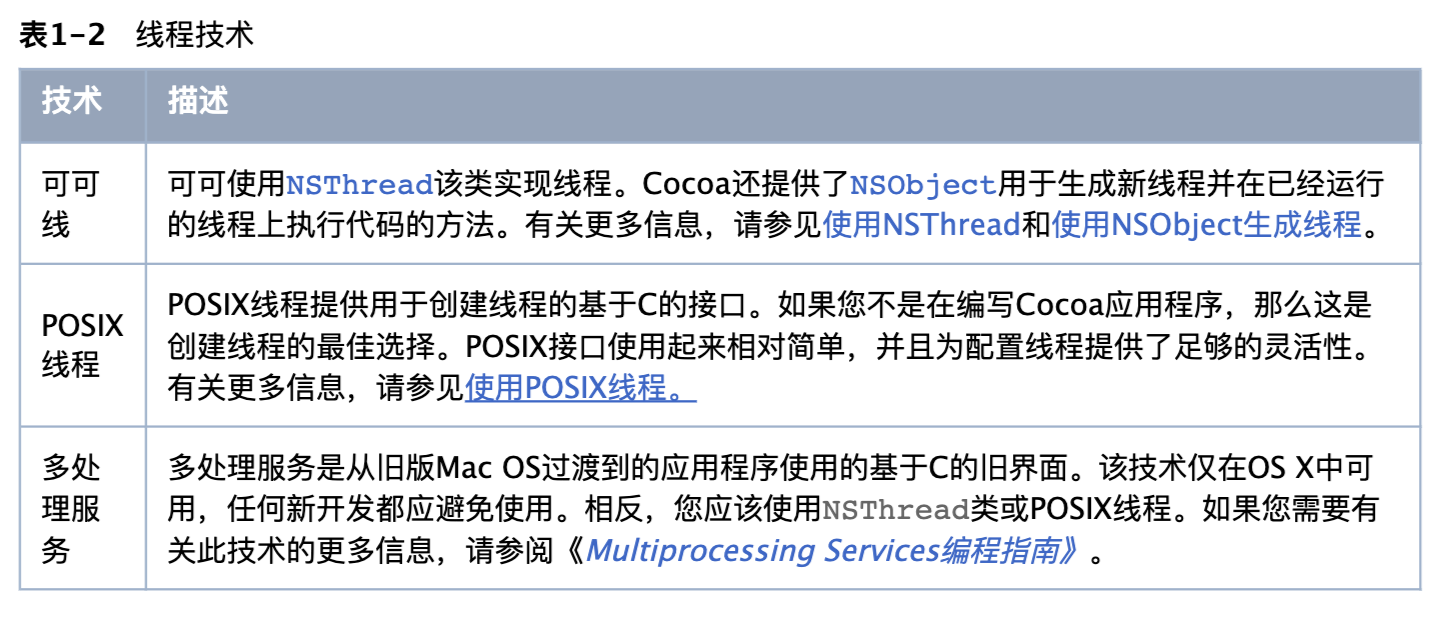 表1-2 线程技术
技术 描述
可可
线
可可使用NSThread该类实现线程。Cocoa还提供了NSObject用于生成新线程并在已经运行
的线程上执行代码的方法。有关更多信息，请参见使用NSThread和使用NSObject生成线程。
POSIX
线程
POSIX线程提供用于创建线程的基于C的接口。如果您不是在编写Cocoa应用程序，那么这是
创建线程的最佳选择。POSIX接口使用起来相对简单，并且为配置线程提供了足够的灵活性。
有关更多信息，请参见使用POSIX线程。
多处
理服
务
多处理服务是从旧版Mac OS过渡到的应用程序使用的基于C的旧界面。该技术仅在OS X中可
用，任何新开发都应避免使用。相反，您应该使用NSThread类或POSIX线程。如果您需要有
关此技术的更多信息，请参阅《Multiprocessing Services编程指南》。